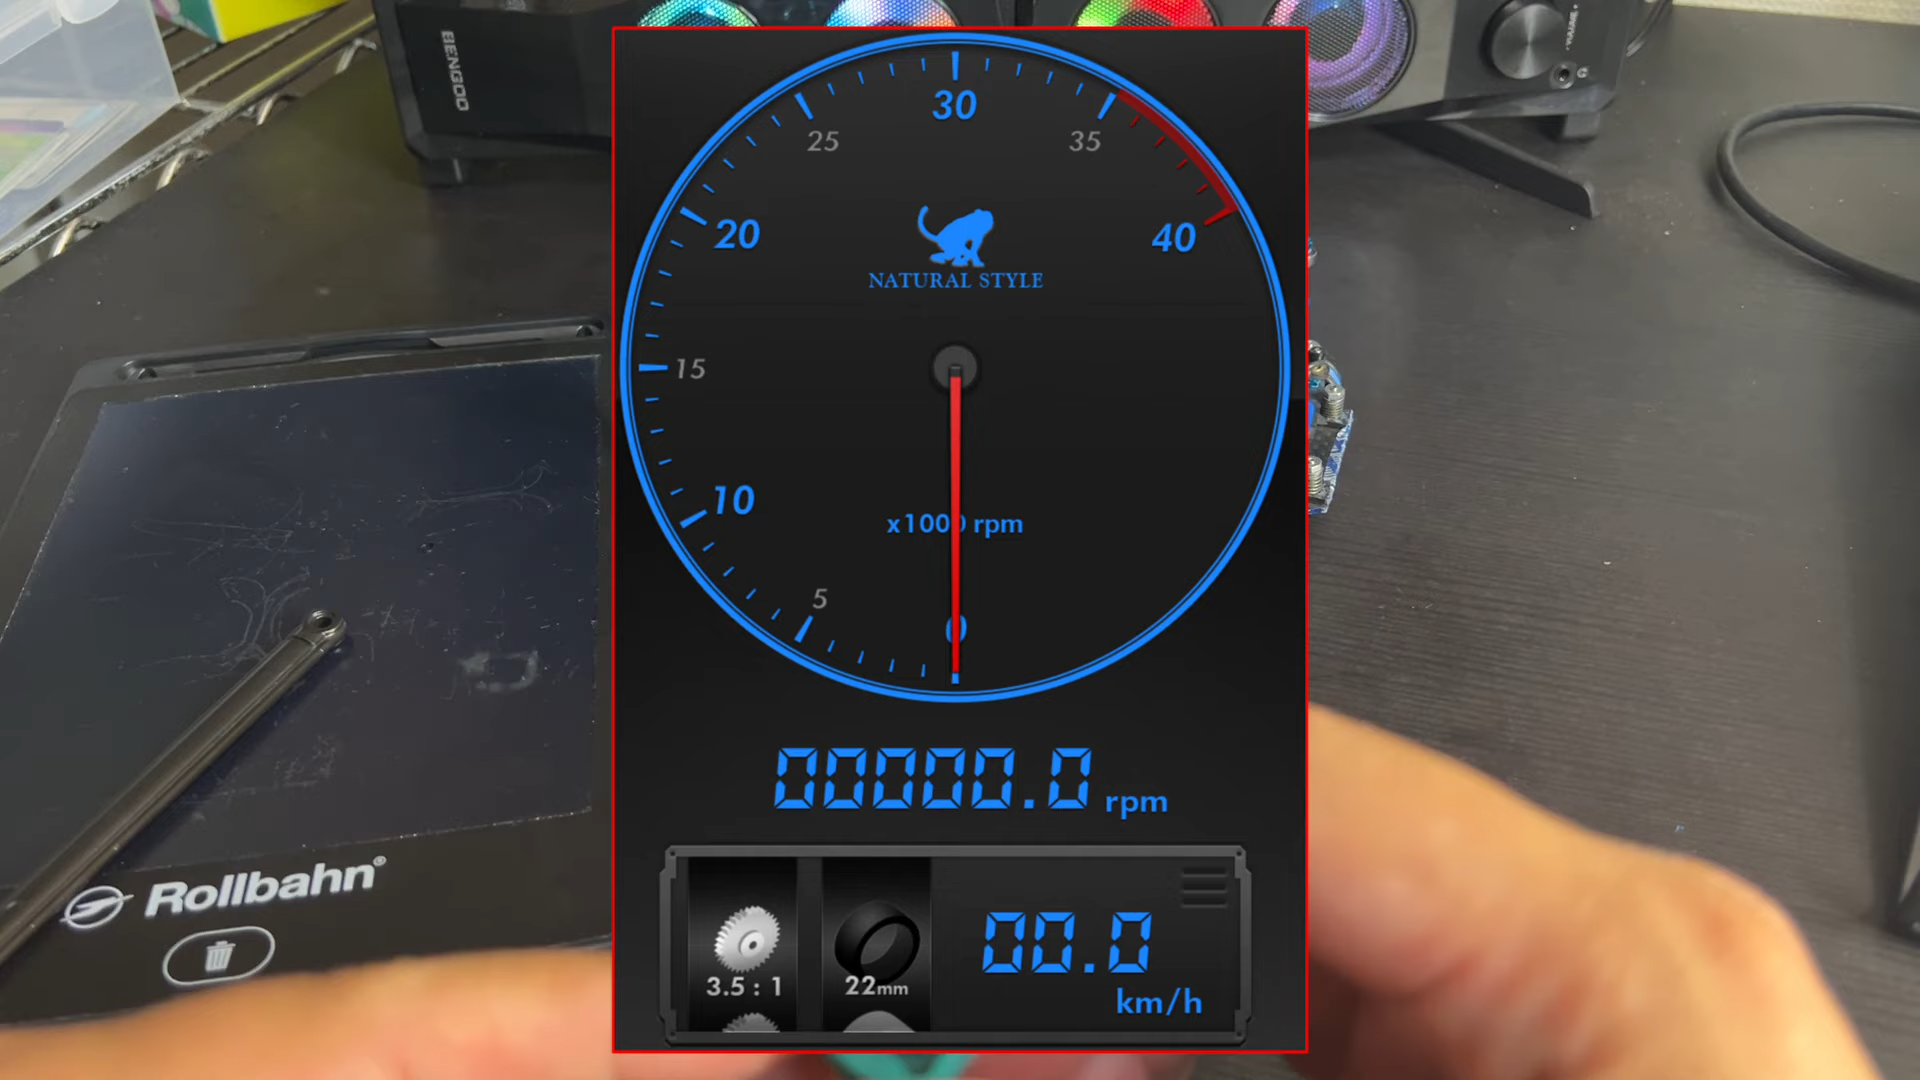 BENGOO
VOLUME
30
25
35
20
40
NATURAL STYLE
15
10
x1000 rpm
5
0
00000.0 rpm
3.5 : 1
22mm
00.0
km/h
Rollbahn®